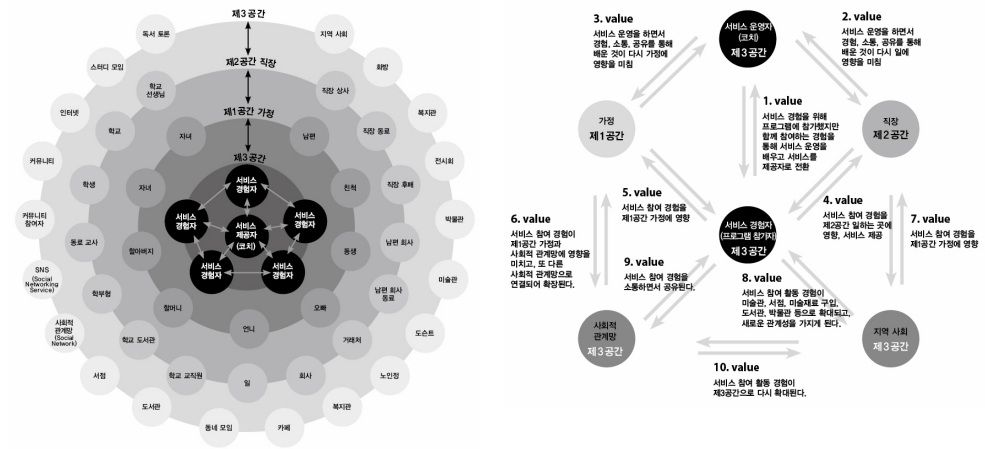 제3공간
독서 토론
지역 사회
스터디 모임
화방
제2공간 직장
학교
선생님
직장 상사
인터넷
복지관
제1공간 가정
학교
자녀
남편
직장 동료
커뮤니티
전시회
제3공간
학생
자녀
서비스
경험자
친척
직장 후배
커뮤니티
참여자
서비스
경험자
서비스
제공자
(코치)
서비스
경험자
박물관
동료 교사
할아버지
동생
남편 회사
서비스
경험자
서비스
경험자
SNS
(Social
Networking
Service)
미술관
학부형
할머니
오빠
남편 회사
동료
사회적
관계망
(Social
Network)
언니
도슨트
학교 도서관
거래처
서점
학교 교직원
일
회사
노인정
도서관
복지관
동네 모임
카페
3. value
서비스 운영을 하면서
경험, 소통, 공유를 통해
배운 것이 다시 가정에
영향을 미침
서비스 운영자
(코치)
제3공간
2. value
서비스 운영을 하면서
경험, 소통, 공유를 통해
배운 것이 다시 일에
영향을 미침
가정
제1공간
1. value
서비스 경험을 위해
프로그램에 참가했지만
함께 참여하는 경험을
통해 서비스 운영을
배우고 서비스를
제공자로 전환
직장
제2공간
5. value
서비스 참여 경험을
제1공간 가정에 영향
4. value
서비스 참여 경험을
제2공간 일하는 곳에
영향, 서비스 제공
6. value
서비스 참여 경험이
제1공간 가정과
사회적 관계망에 영향을
미치고, 또 다른
사회적 관계망으로
연결되어 확장된다.
서비스 경험자
(프로그램 참가자)
제3공간
7. value
서비스 참여 경험을
제1공간 가정에 영향
9. value
서비스 참여 경험을
소통하면서 공유된다.
8. value
서비스 참여 활동 경험이
미술관, 서점, 미술재료 구입,
도서관, 박물관 등으로 확대되고,
새로운 관계성을 가지게 된다.
사회적
관계망
제3공간
지역 사회
제3공간
10. value
서비스 참여 활동 경험이
제3공간으로 다시 확대된다.